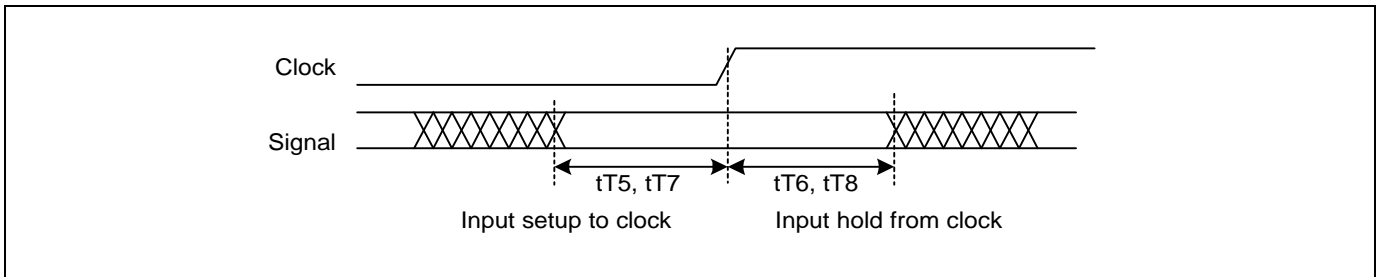 Clock
Signal
tT5, tT7 tT6, tT8
Input setup to clock Input hold from clock